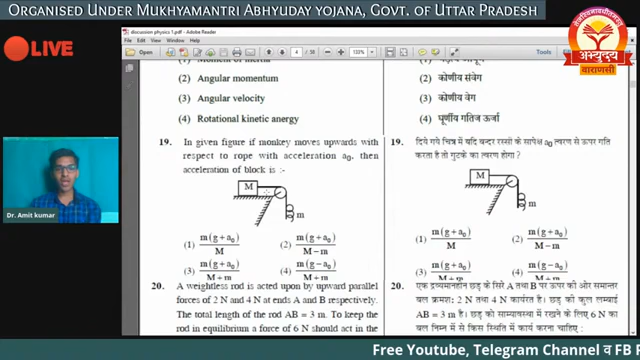 ORGANISED UNDER MUKHYAMANTRI ABHYUDAY YOJANA, GOVT. OF UTTAR PRADESH
LIVE
Dr. Amit kumar
discussion physics 1.pdf - Adobe Reader
File Edit View Window Help
4 / 18
133%
Tools
(2) Angular momentum
(3) Angular velocity
(4) Rotational kinetic anergy
19. In given figure if monkey moves upwards with
respect to rope with acceleration a₀, then
acceleration of block is :-
M
m
(1) m(g+a₀)/M (2) m(g+a₀)/M−m
(3) m(g+a₀)/M+m (4) m(g−a₀)/M+m
20. A weightless rod is acted upon by upward parallel
forces of 2 N and 4 N at ends A and B respectively.
The total length of the rod AB = 3 m. To keep the
rod in equilibrium a force of 6 N should act in the
(2) कोणीय संवेग
(3) कोणीय वेग
(4) घूर्णीय गतिज ऊर्जा
19. दिये गये चित्र में यदि बन्दर रस्सी के सापेक्ष a₀ त्वरण से ऊपर गति
करता है तो गुटके का त्वरण होगा ?
M
m
(1) m(g+a₀)/M (2) m(g+a₀)/M−m
(3) m(g+a₀)/M+m (4) m(g−a₀)/M+m
20. एक द्रव्यमानहीन छड़ के सिरे A तथा B पर ऊपर की ओर समान्तर
बल क्रमशः 2 N तथा 4 N कार्यरत है। छड़ की कुल लम्बाई
AB = 3 m है। छड़ की साम्यावस्था में रखने के लिए 6 N का
बल निम्न में से किस स्थिति में कार्य करना चाहिए :
अभ्युदय
वाराणसी
Free Youtube, Telegram Channel व FB P